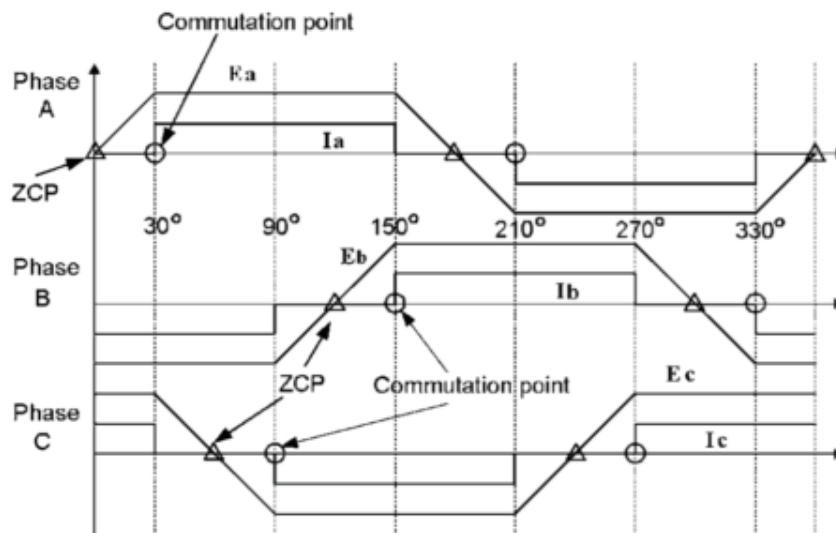 Commutation point
Phase
A
Ea
Ia
ZCP
30° 90° 150° 210° 270° 330°
Phase
B
Eb
Ib
ZCP
Commutation point
Ec
Phase
C
Ic